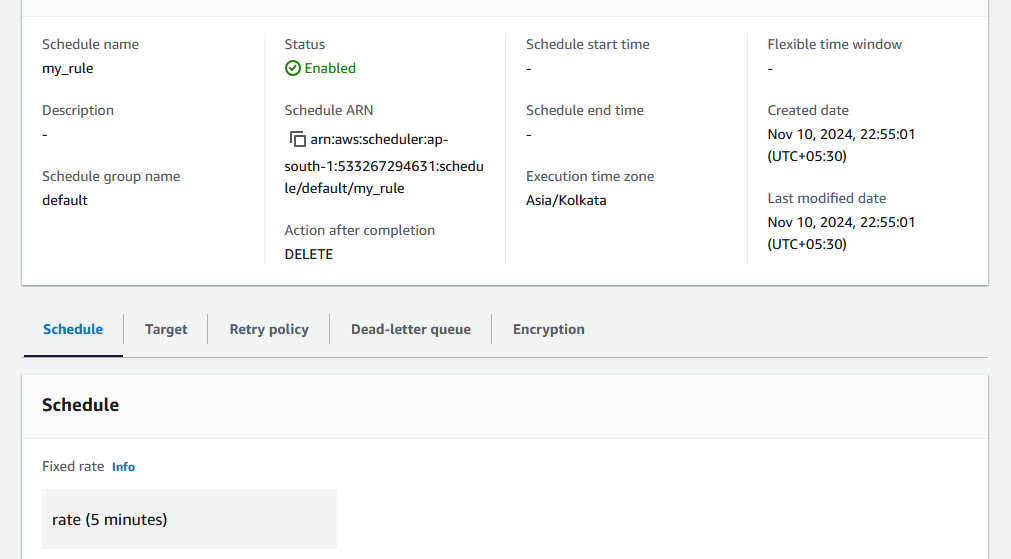 Schedule name
my_rule
Description
-
Schedule group name
default
Status
Enabled
Schedule ARN
arn:aws:scheduler:ap-
south-1:533267294631:schedu
le/default/my_rule
Action after completion
DELETE
Schedule start time
-
Schedule end time
-
Execution time zone
Asia/Kolkata
Flexible time window
-
Created date
Nov 10, 2024, 22:55:01
(UTC+05:30)
Last modified date
Nov 10, 2024, 22:55:01
(UTC+05:30)
Schedule Target Retry policy Dead-letter queue Encryption
Schedule
Fixed rate Info
rate (5 minutes)